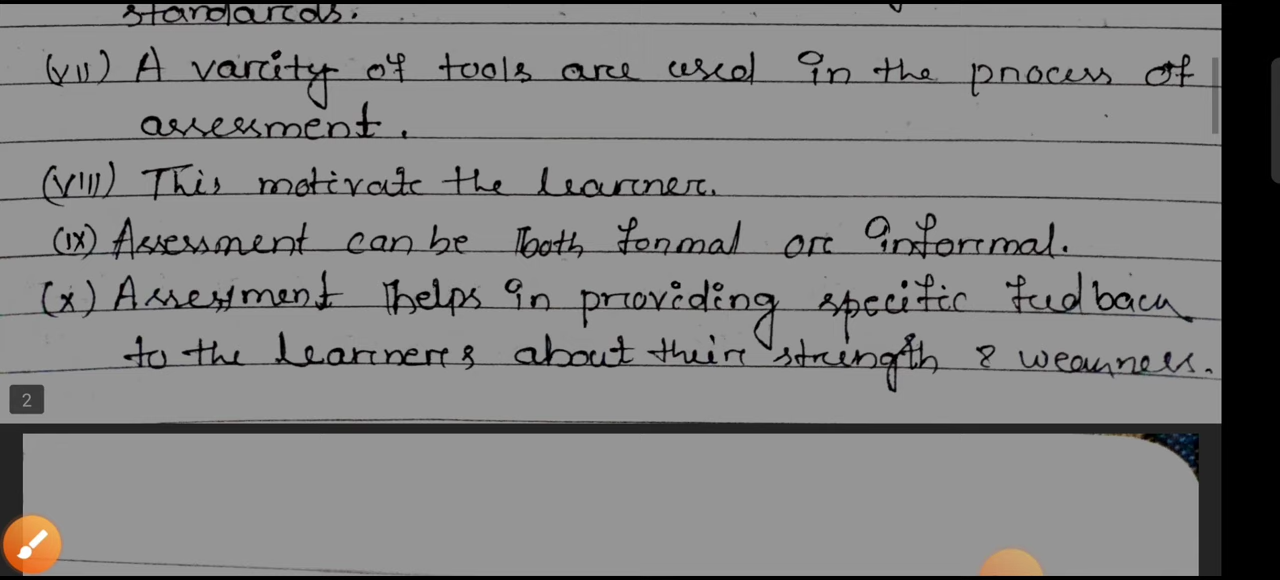 standards.
(VII) A varcity of tools are used in the process of
assessment.
(VIII) This motivate the learner.
(IX) Assessment can be both formal or informal.
(X) Assessment helps in providing specific feedback
to the learners about their strength & weakness.
2